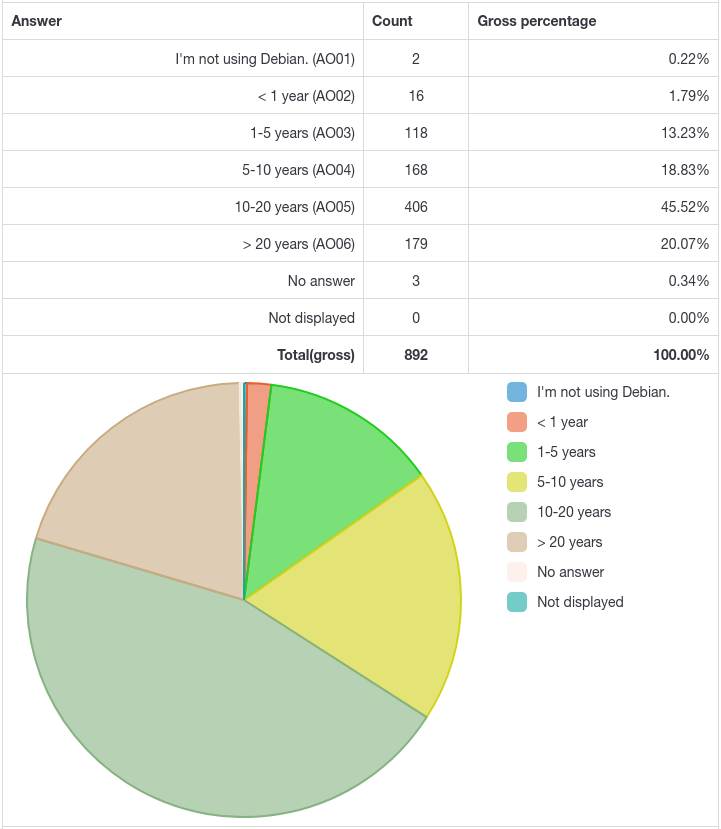 Answer Count Gross percentage
I'm not using Debian. (AO01) 2 0.22%
< 1 year (AO02) 16 1.79%
1-5 years (AO03) 118 13.23%
5-10 years (AO04) 168 18.83%
10-20 years (AO05) 406 45.52%
> 20 years (AO06) 179 20.07%
No answer 3 0.34%
Not displayed 0 0.00%
Total(gross) 892 100.00%
I'm not using Debian.
< 1 year
1-5 years
5-10 years
10-20 years
> 20 years
No answer
Not displayed